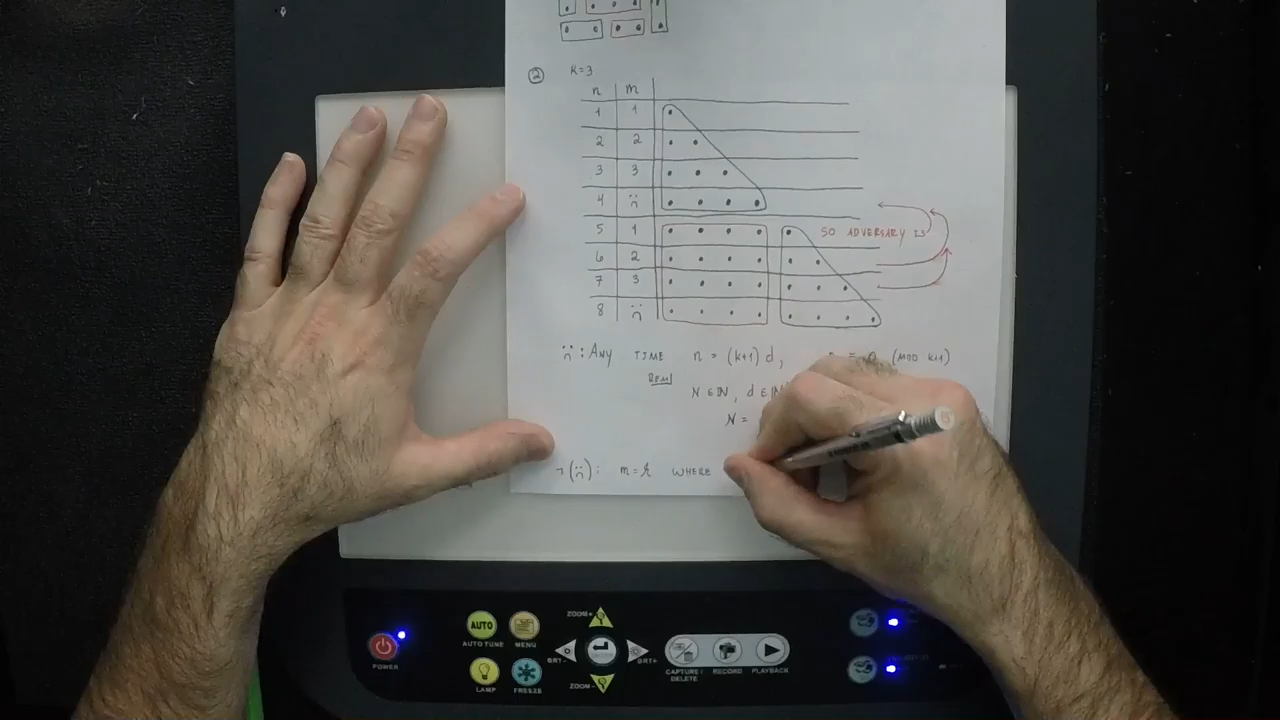 ② K=3
n m
1 1
2 2
3 3
4 ñ
5 1 SO ADVERSARY IS
6 2
7 3
8 ñ
ñ : ANY TIME n = (k+1) d, (MOD K+1)
REM
N ∈ ℕ, d ∈ ℕ
N =
¬(ñ): m=r WHERE
POWER
AUTO
AUTO TUNE
MENU
LAMP
FREEZE
ZOOM+
BRT-
BRT+
ZOOM-
CAPTURE / DELETE
RECORD
PLAYBACK